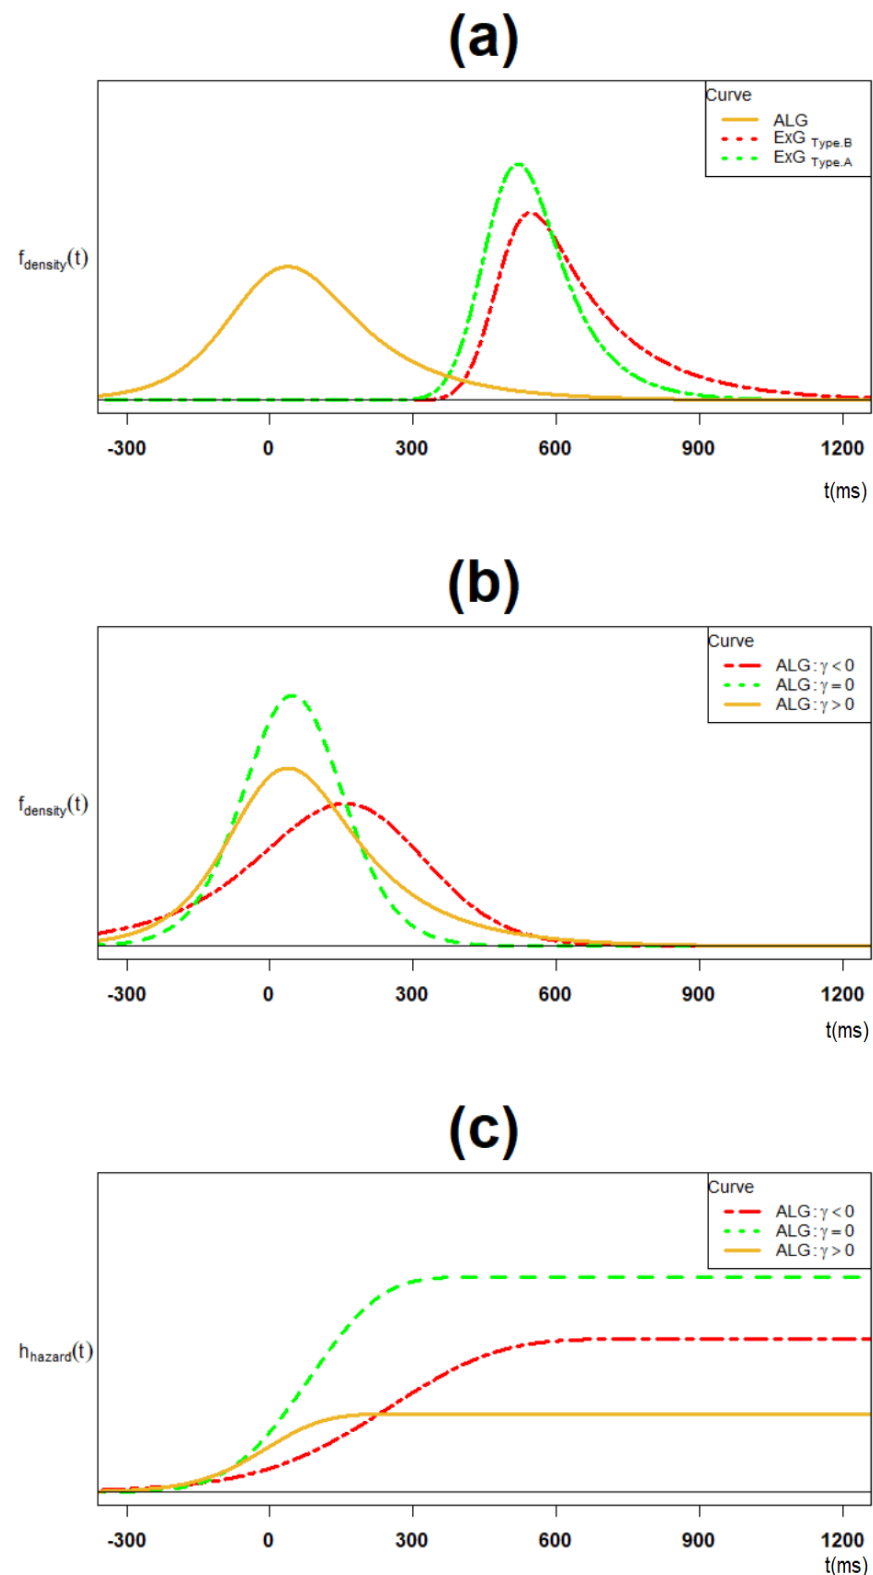 (a)
Curve
ALG
ExG Type.B
ExG Type.A
fdensity(t)
-300 0 300 600 900 1200
t(ms)
(b)
Curve
ALG: γ < 0
ALG: γ = 0
ALG: γ > 0
fdensity(t)
-300 0 300 600 900 1200
t(ms)
(c)
Curve
ALG: γ < 0
ALG: γ = 0
ALG: γ > 0
hhazard(t)
-300 0 300 600 900 1200
t(ms)